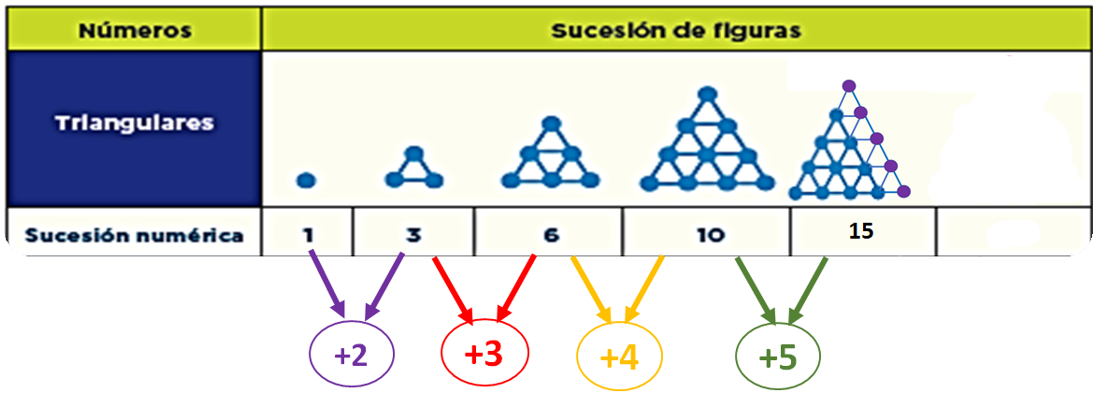 Números
Sucesión de figuras
Triangulares
Sucesión numérica
1
3
6
10
15
+2
+3
+4
+5